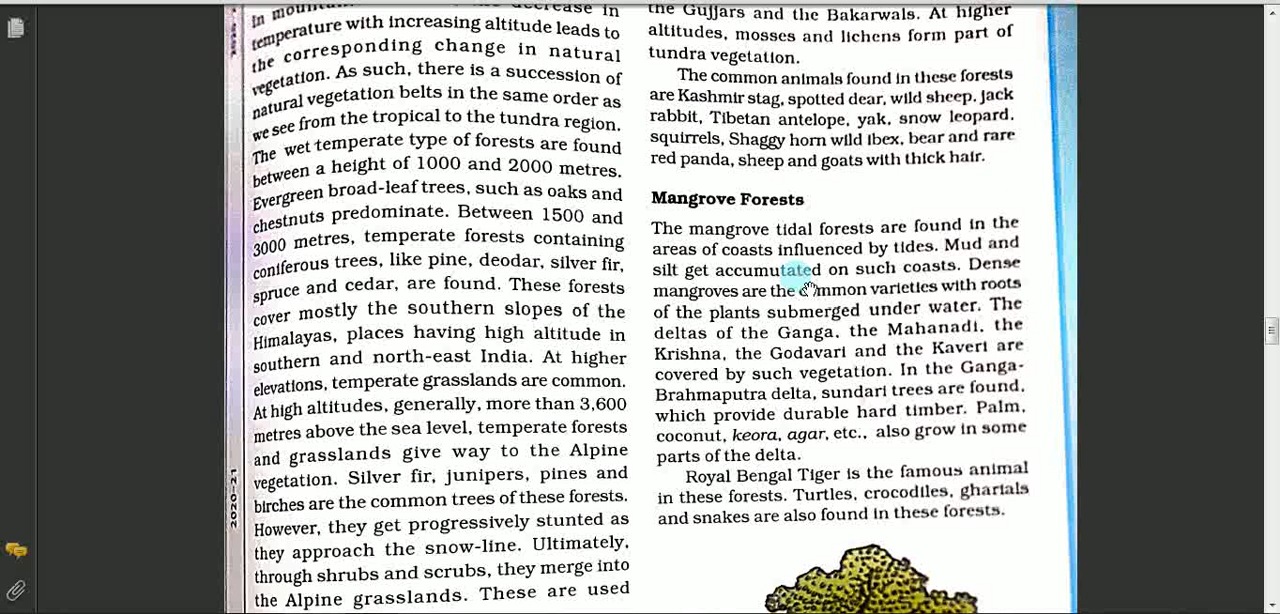 In
decrease in
temperature with increasing altitude leads to
the corresponding change in natural
vegetation. As such, there is a succession of
natural vegetation belts in the same order as
we see from the tropical to the tundra region.
The wet temperate type of forests are found
between a height of 1000 and 2000 metres.
Evergreen broad-leaf trees, such as oaks and
chestnuts predominate. Between 1500 and
3000 metres, temperate forests containing
coniferous trees, like pine, deodar, silver fir,
spruce and cedar, are found. These forests
cover mostly the southern slopes of the
Himalayas, places having high altitude in
southern and north-east India. At higher
elevations, temperate grasslands are common.
At high altitudes, generally, more than 3,600
metres above the sea level, temperate forests
and grasslands give way to the Alpine
vegetation. Silver fir, junipers, pines and
birches are the common trees of these forests.
However, they get progressively stunted as
they approach the snow-line. Ultimately,
through shrubs and scrubs, they merge into
the Alpine grasslands. These are used
2020-21
the Gujjars and the Bakarwals. At higher
altitudes, mosses and lichens form part of
tundra vegetation.
The common animals found in these forests
are Kashmir stag, spotted dear, wild sheep, jack
rabbit, Tibetan antelope, yak, snow leopard,
squirrels, Shaggy horn wild ibex, bear and rare
red panda, sheep and goats with thick hair.
Mangrove Forests
The mangrove tidal forests are found in the
areas of coasts influenced by tides. Mud and
silt get accumutated on such coasts. Dense
mangroves are the common varieties with roots
of the plants submerged under water. The
deltas of the Ganga, the Mahanadi, the
Krishna, the Godavari and the Kaveri are
covered by such vegetation. In the Ganga-
Brahmaputra delta, sundari trees are found,
which provide durable hard timber. Palm,
coconut, keora, agar, etc., also grow in some
parts of the delta.
Royal Bengal Tiger is the famous animal
in these forests. Turtles, crocodiles, gharials
and snakes are also found in these forests.